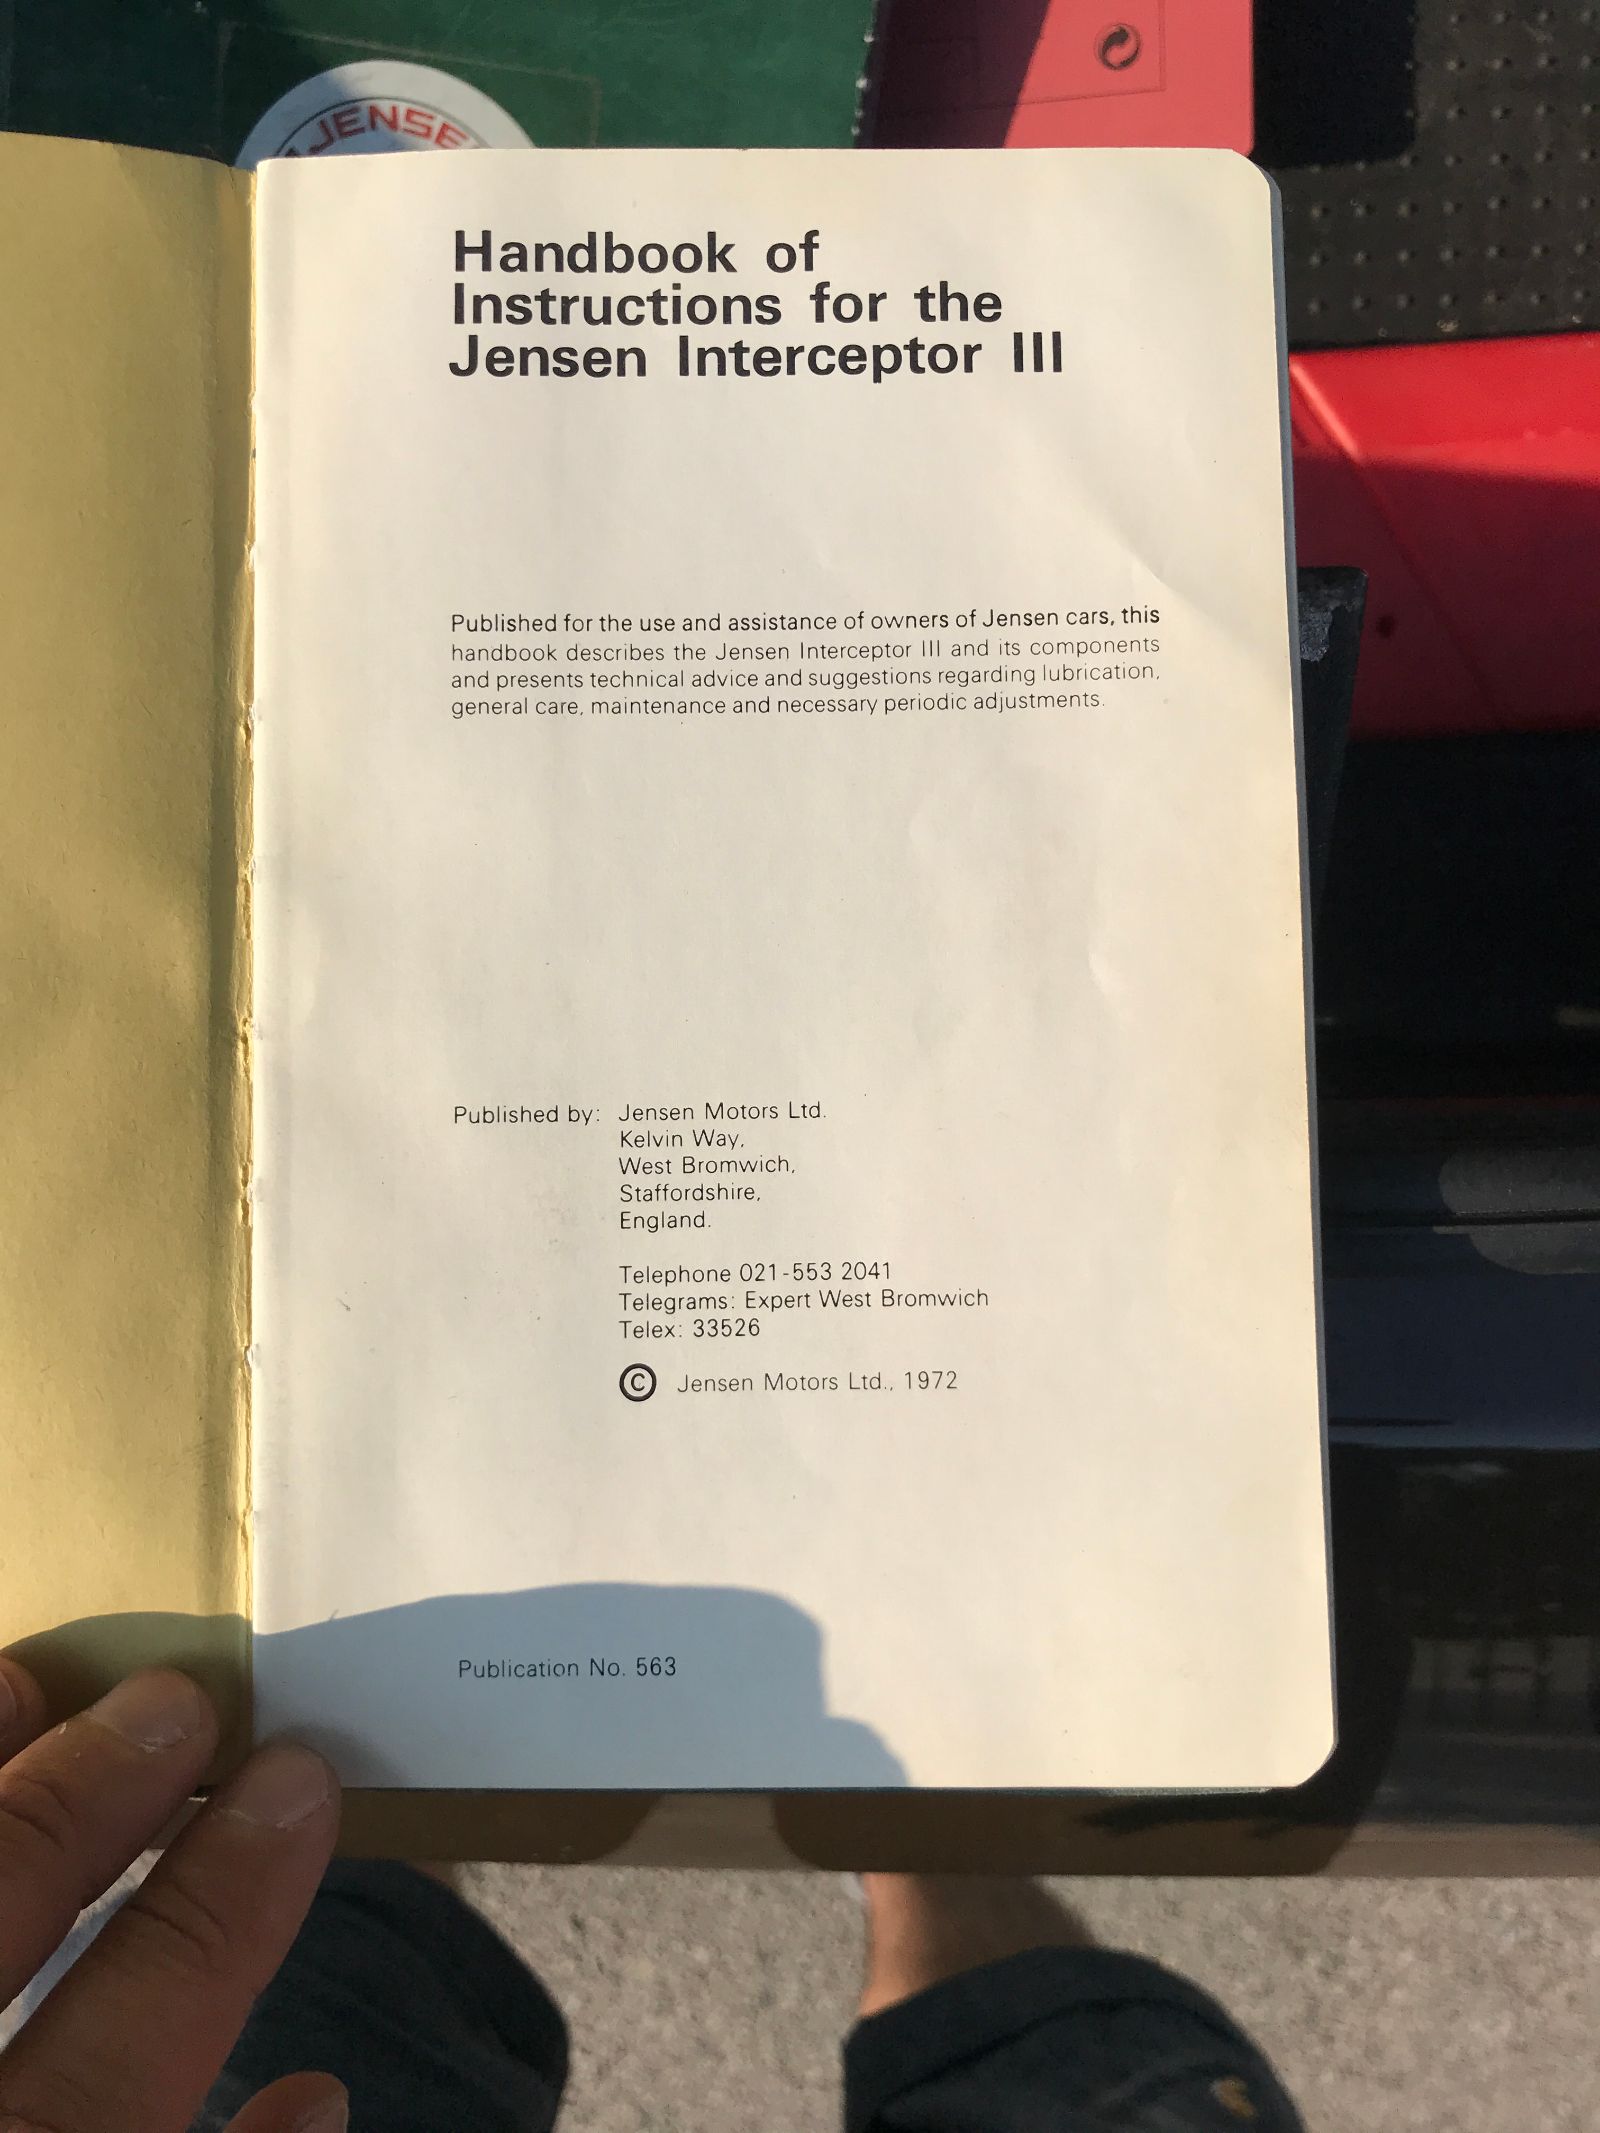 JENSE
Handbook of
Instructions for the
Jensen Interceptor III
Published for the use and assistance of owners of Jensen cars, this
handbook describes the Jensen Interceptor III and its components
and presents technical advice and suggestions regarding lubrication,
general care, maintenance and necessary periodic adjustments.
Published by: Jensen Motors Ltd.
Kelvin Way,
West Bromwich,
Staffordshire,
England.
Telephone 021-553 2041
Telegrams: Expert West Bromwich
Telex: 33526
© Jensen Motors Ltd., 1972
Publication No. 563